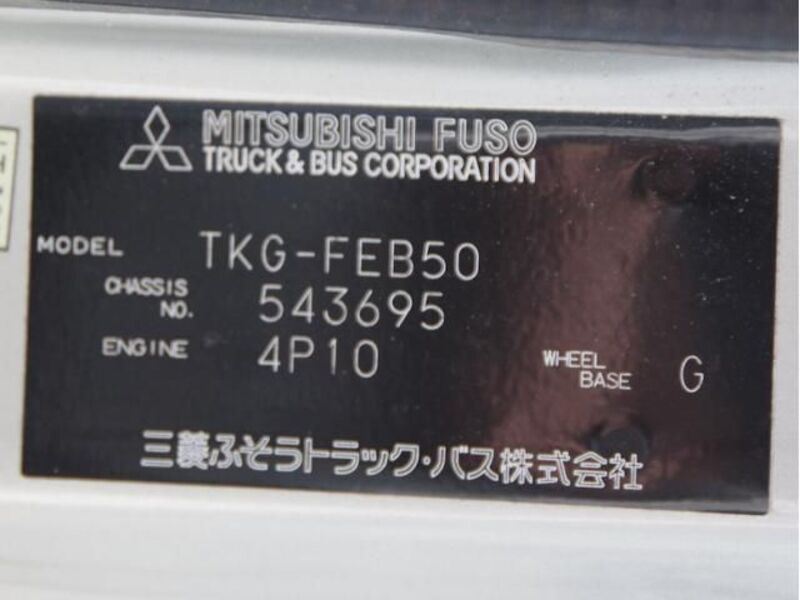 MITSUBISHI FUSO
TRUCK & BUS CORPORATION
MODEL TKG-FEB50
CHASSIS NO. 543695
ENGINE 4P10
WHEEL BASE G
三菱ふそうトラック・バス株式会社